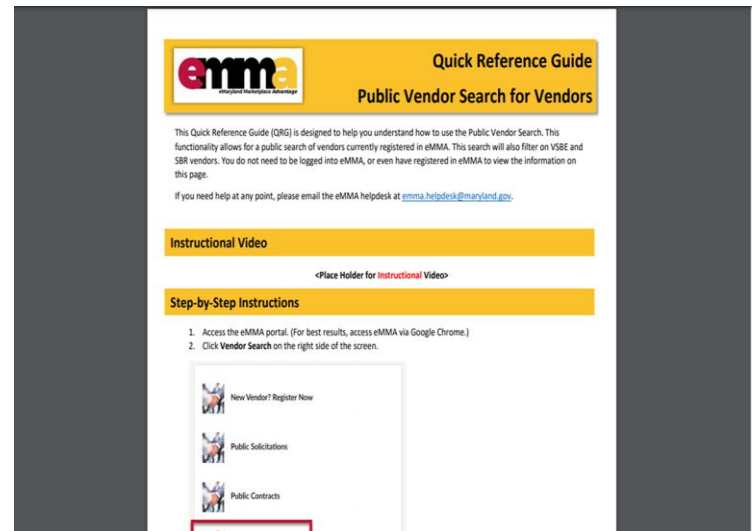 emma
eMaryland Marketplace Advantage
Quick Reference Guide
Public Vendor Search for Vendors
This Quick Reference Guide (QRG) is designed to help you understand how to use the Public Vendor Search. This
functionality allows for a public search of vendors currently registered in eMMA. This search will also filter on VSBE and
SBR vendors. You do not need to be logged into eMMA, or even have registered in eMMA to view the information on
this page.
If you need help at any point, please email the eMMA helpdesk at emma.helpdesk@maryland.gov.
Instructional Video
<Place Holder for Instructional Video>
Step-by-Step Instructions
1. Access the eMMA portal. (For best results, access eMMA via Google Chrome.)
2. Click Vendor Search on the right side of the screen.
New Vendor? Register Now
Public Solicitations
Public Contracts